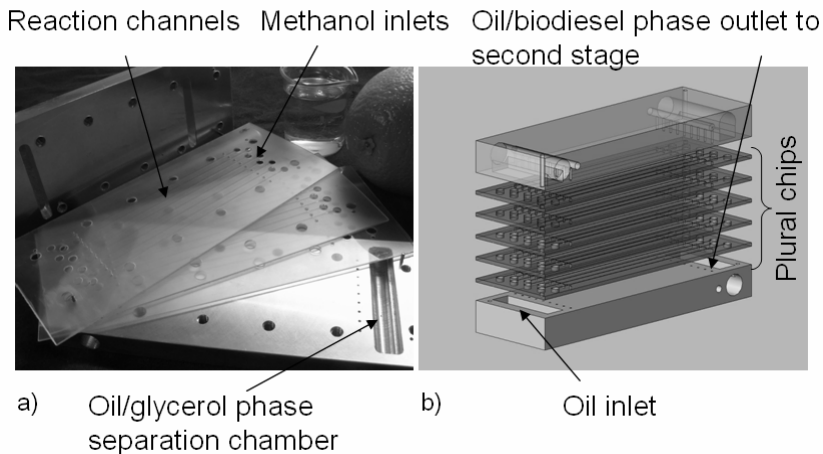 Reaction channels
Methanol inlets
Oil/biodiesel phase outlet to
second stage
Plural chips
a)
Oil/glycerol phase
separation chamber
b)
Oil inlet